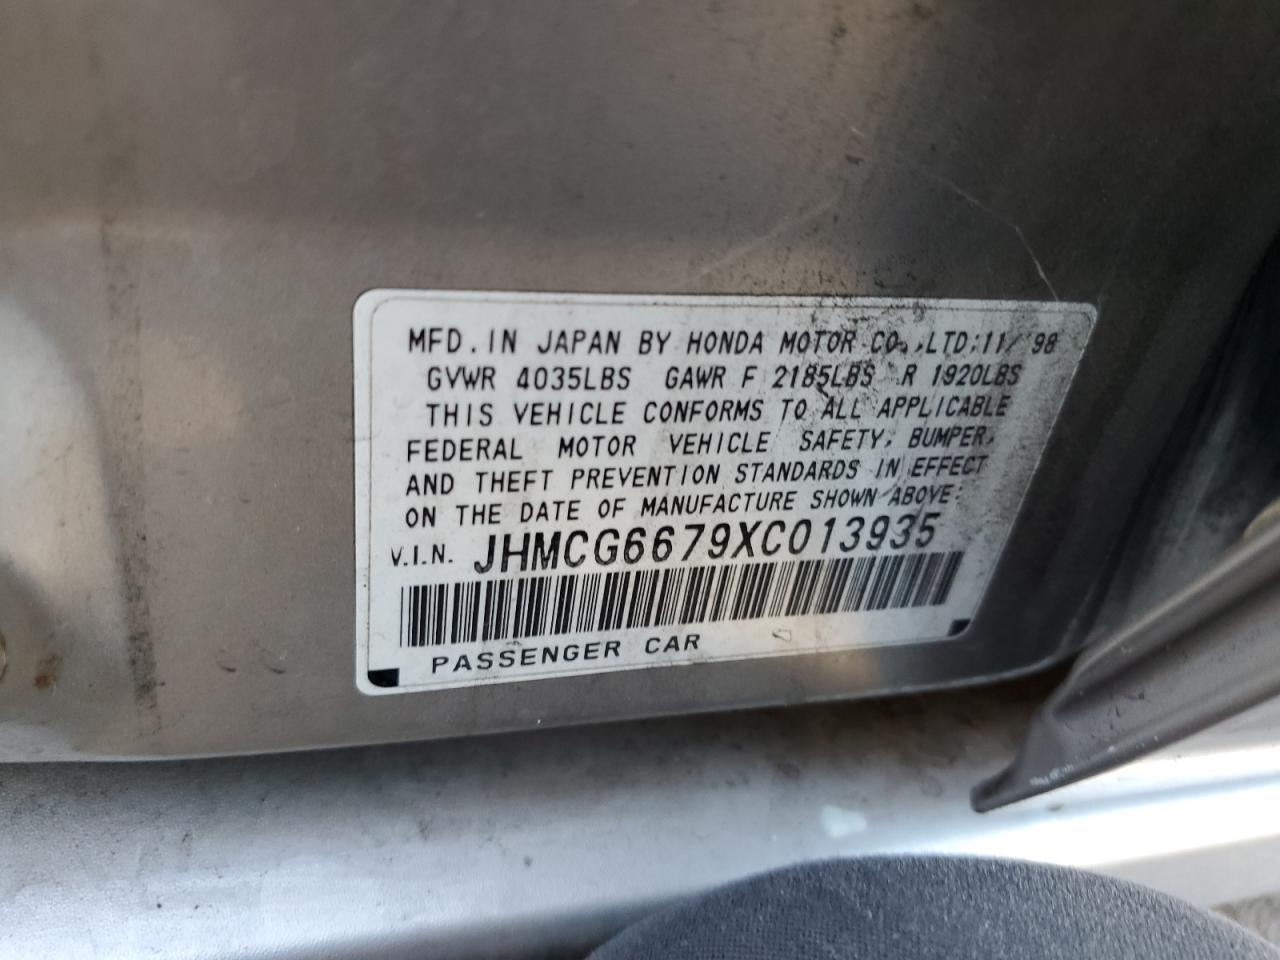 MFD. IN JAPAN BY HONDA MOTOR CO., LTD; 11/'98
GVWR 4035LBS GAWR F 2185LBS R 1920LBS
THIS VEHICLE CONFORMS TO ALL APPLICABLE
FEDERAL MOTOR VEHICLE SAFETY, BUMPER,
AND THEFT PREVENTION STANDARDS IN EFFECT
ON THE DATE OF MANUFACTURE SHOWN ABOVE:
V.I.N. JHMCG6679XC013935
PASSENGER CAR